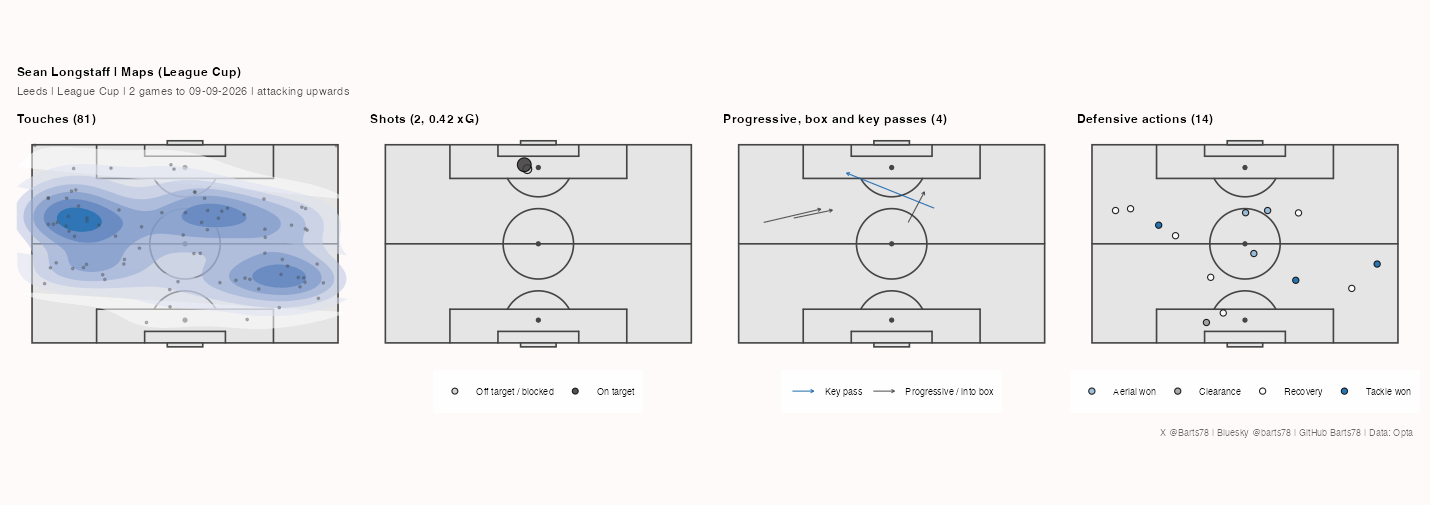 Sean Longstaff | Maps (League Cup)
Leeds | League Cup | 2 games to 09-09-2026 | attacking upwards
Touches (81)
Shots (2, 0.42 xG)
Progressive, box and key passes (4)
Defensive actions (14)
Off target / blocked
On target
Key pass
Progressive / into box
Aerial won
Clearance
Recovery
Tackle won
X @Barts78 | Bluesky @barts78 | GitHub Barts78 | Data: Opta